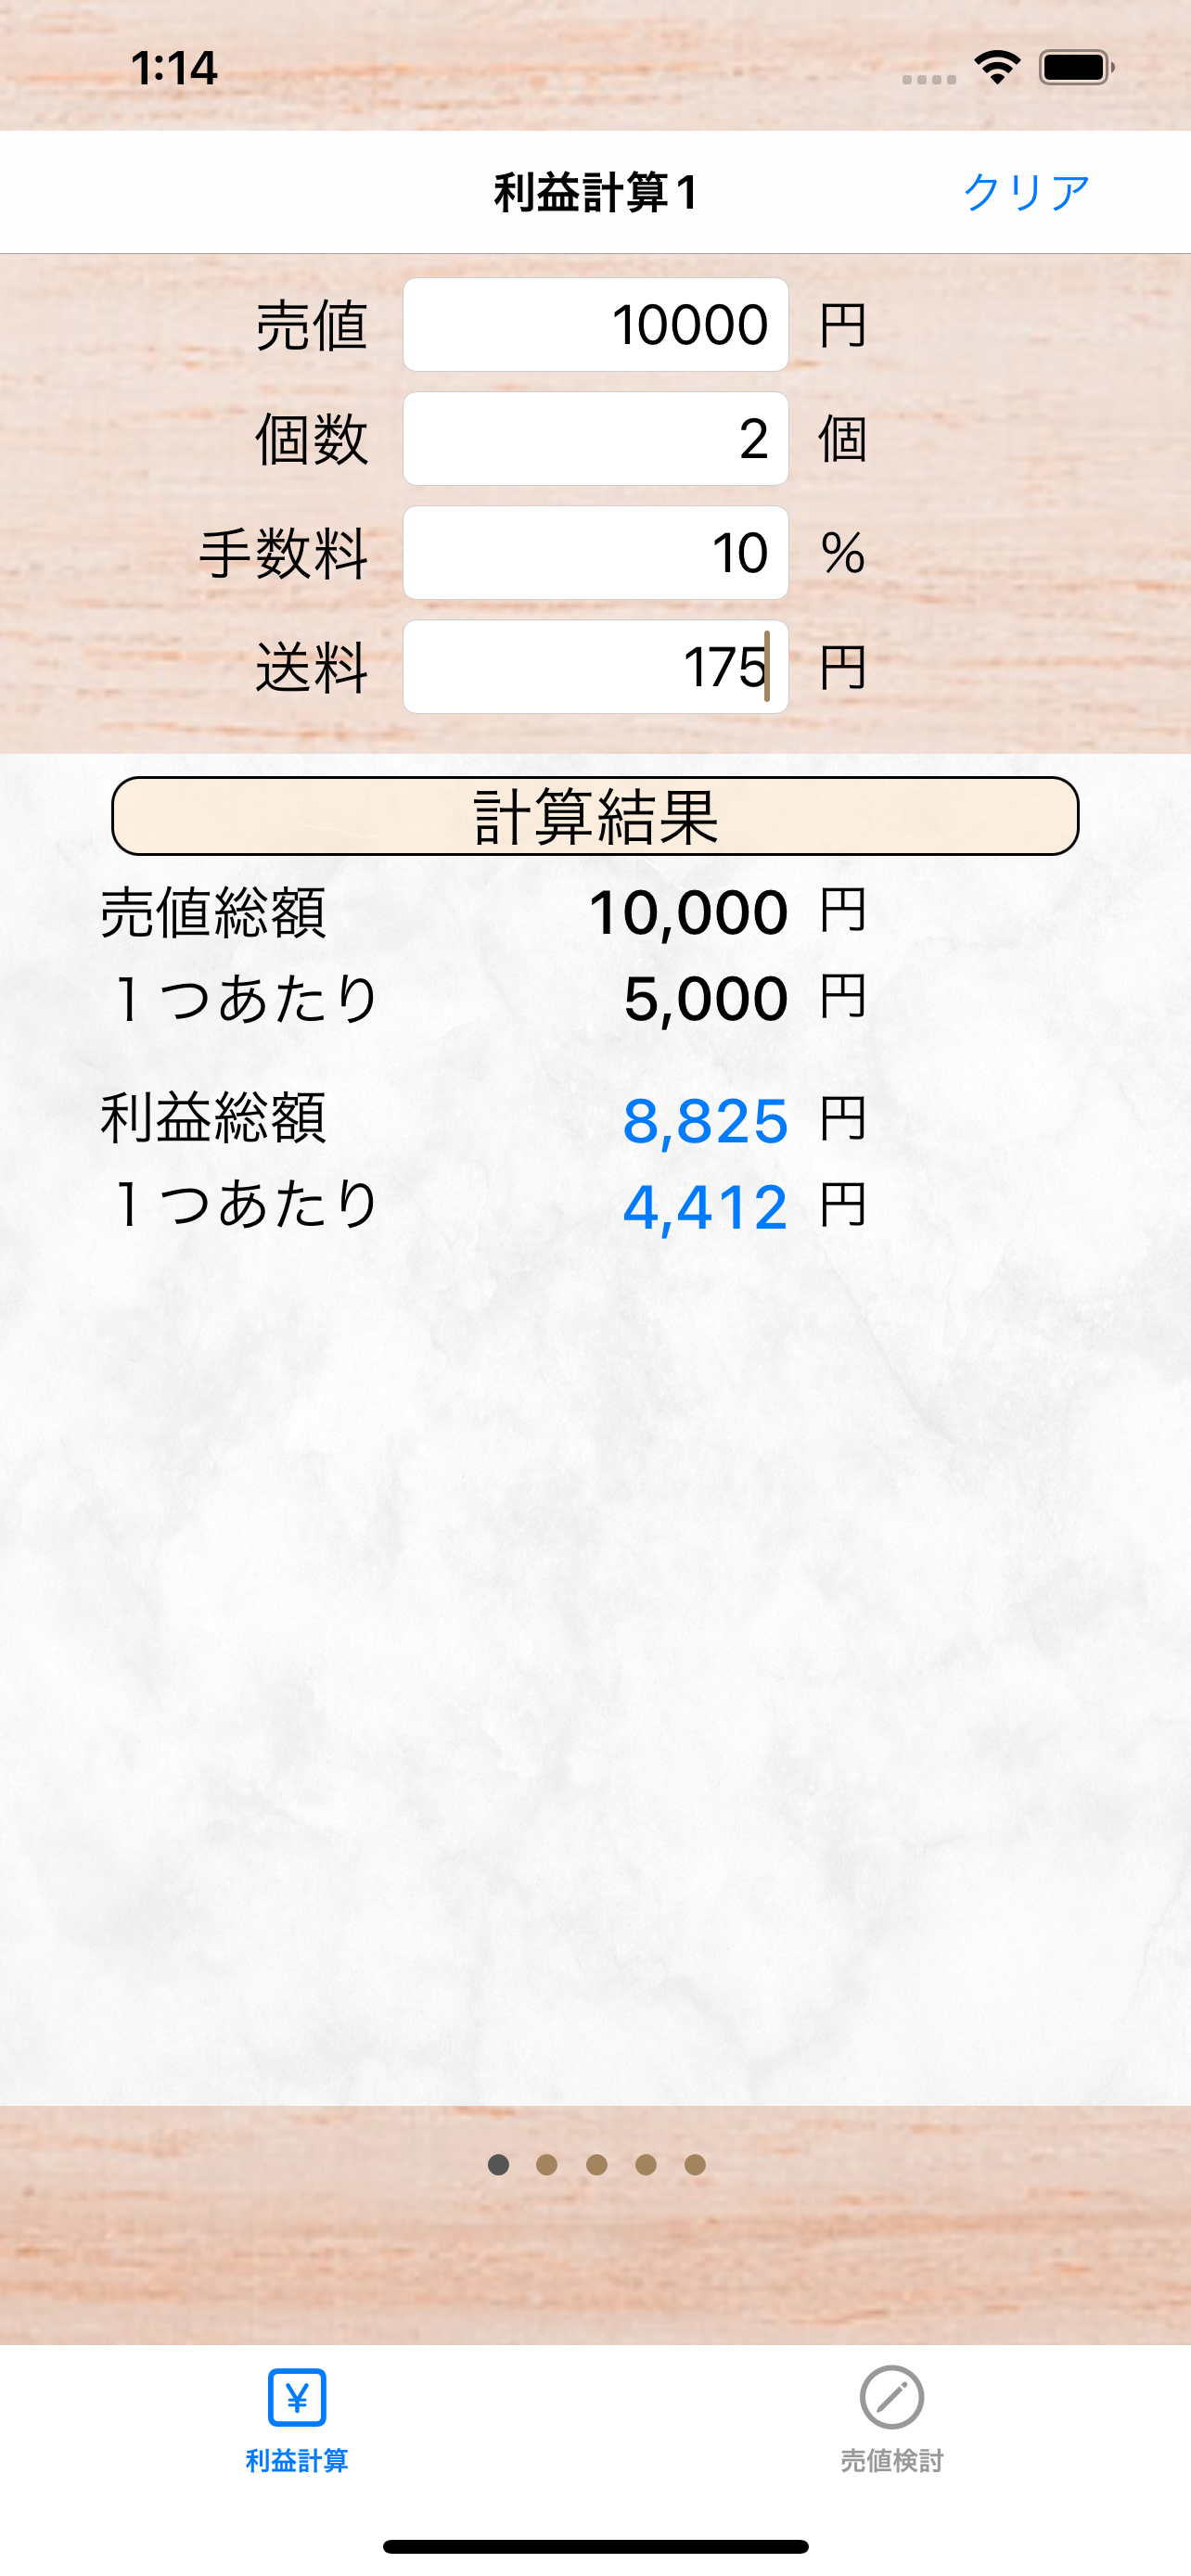 1:14
利益計算1
クリア
売値 10000 円
個数 2 個
手数料 10 %
送料 175 円
計算結果
売値総額 10,000 円
1つあたり 5,000 円
利益総額 8,825 円
1つあたり 4,412 円
¥
利益計算
売値検討